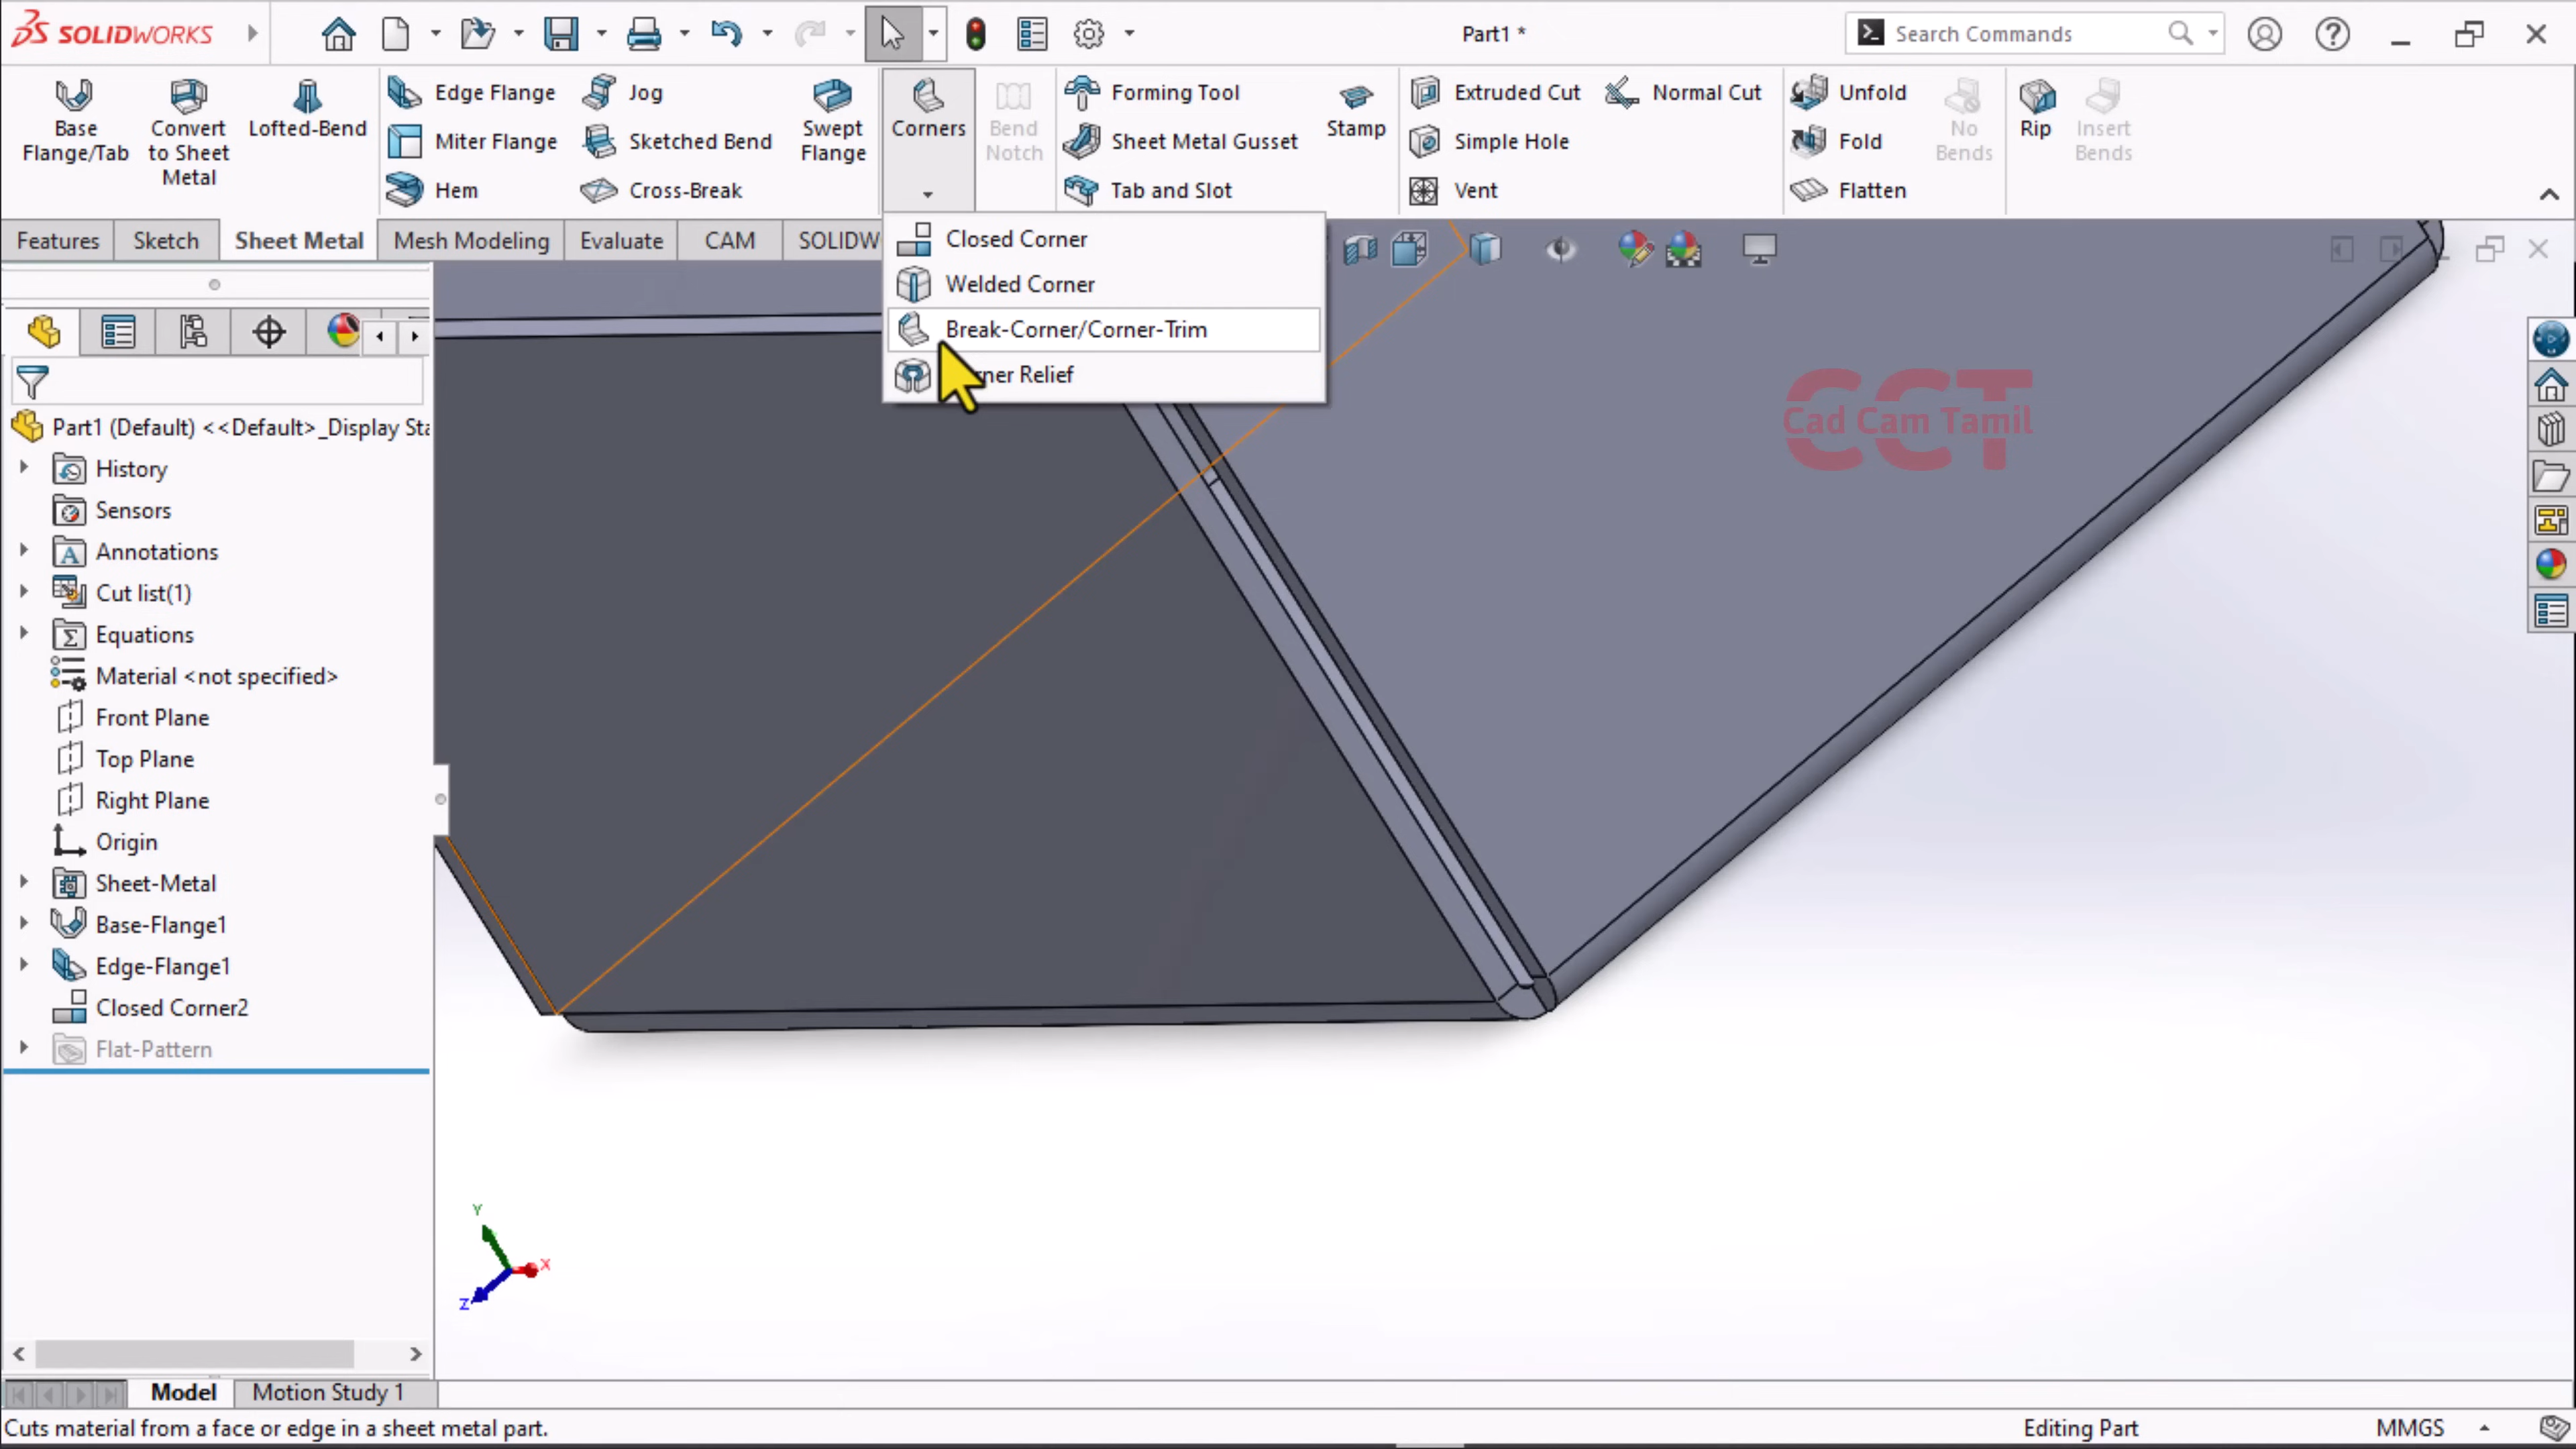 SOLIDWORKS
Part1 *
Search Commands
Base Flange/Tab
Convert to Sheet Metal
Lofted-Bend
Edge Flange
Miter Flange
Hem
Jog
Sketched Bend
Cross-Break
Swept Flange
Corners
Bend Notch
Forming Tool
Sheet Metal Gusset
Tab and Slot
Stamp
Extruded Cut
Simple Hole
Vent
Normal Cut
Unfold
Fold
Flatten
No Bends
Rip
Insert Bends
Features
Sketch
Sheet Metal
Mesh Modeling
Evaluate
CAM
SOLIDW
Closed Corner
Welded Corner
Break-Corner/Corner-Trim
ner Relief
CCT
Cad Cam Tamil
Part1 (Default) <<Default>_Display Sta
History
Sensors
Annotations
Cut list(1)
Equations
Material <not specified>
Front Plane
Top Plane
Right Plane
Origin
Sheet-Metal
Base-Flange1
Edge-Flange1
Closed Corner2
Flat-Pattern
Y
X
Z
Model
Motion Study 1
Cuts material from a face or edge in a sheet metal part.
Editing Part
MMGS